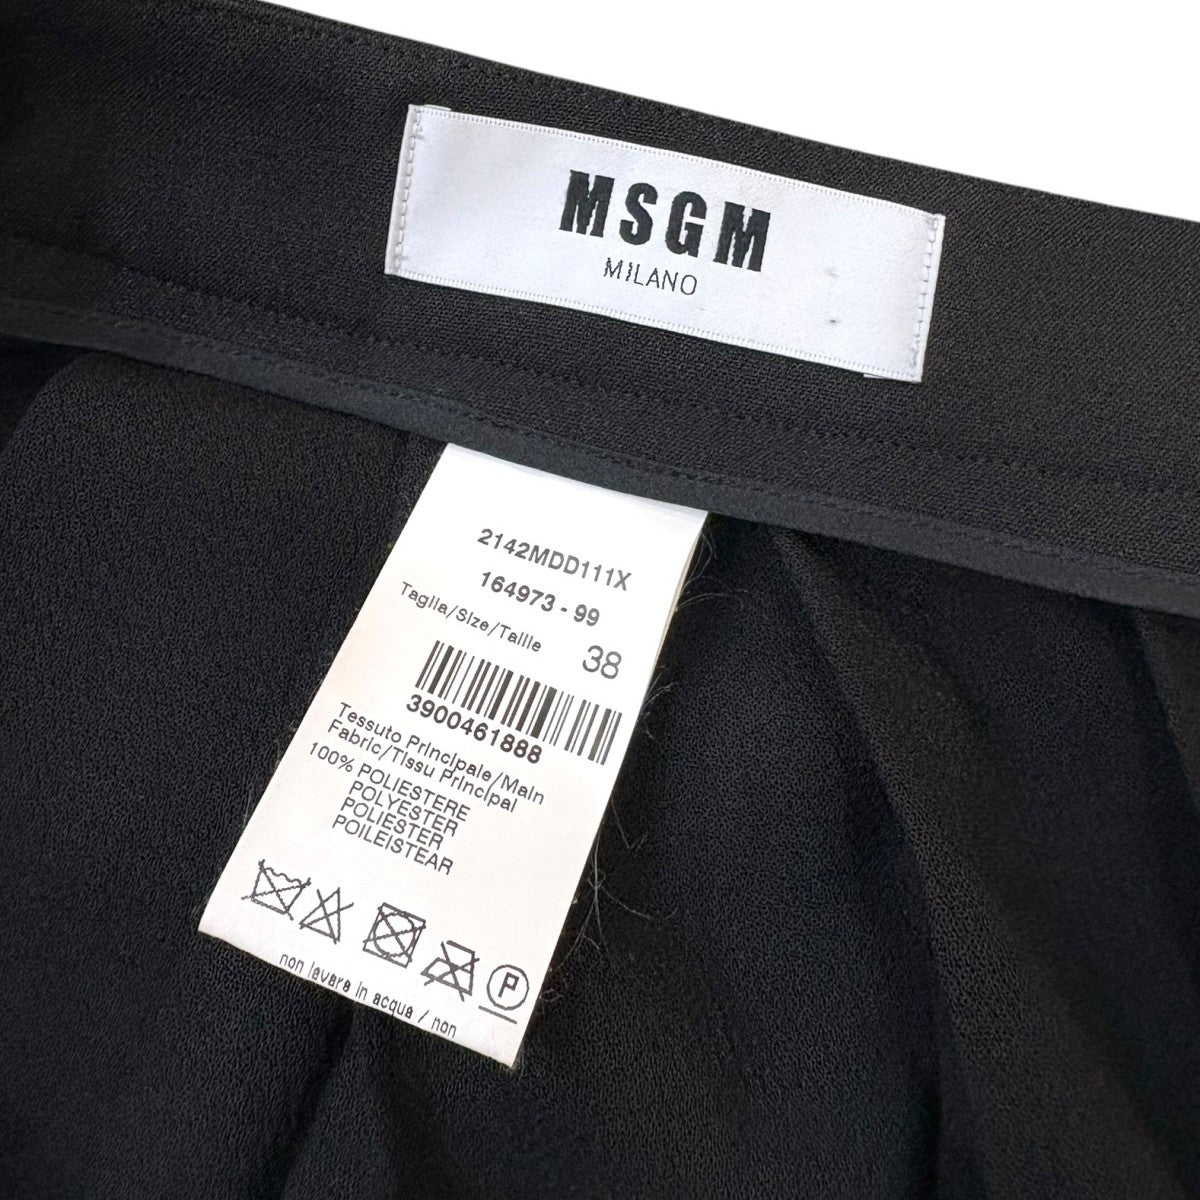 MSGM
MILANO
2142MDD111X
164973 - 99
Taglia/Size/Taille 38
3900461888
Tessuto Principale/Main
Fabric/Tissu Principal
100% POLIESTERE
POLYESTER
POLIESTER
POILEISTEAR
P
non lavare in acqua / non